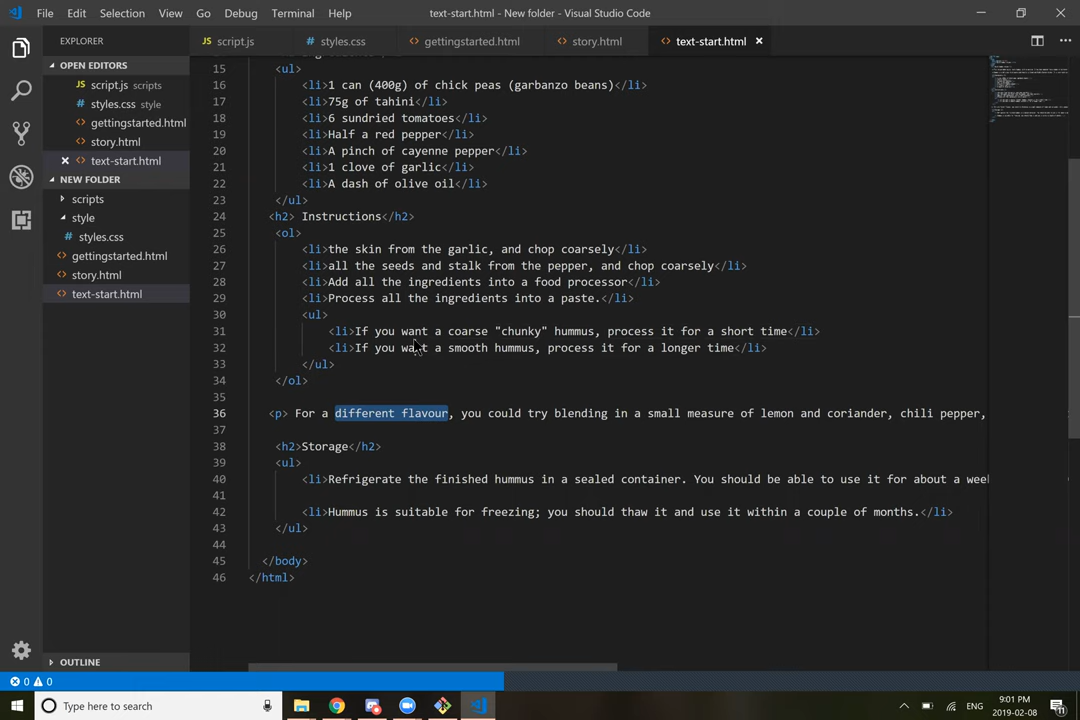 File Edit Selection View Go Debug Terminal Help text-start.html - New folder - Visual Studio Code
EXPLORER
script.js styles.css gettingstarted.html story.html text-start.html
OPEN EDITORS
script.js scripts
styles.css style
gettingstarted.html
story.html
text-start.html
NEW FOLDER
scripts
style
styles.css
gettingstarted.html
story.html
text-start.html
OUTLINE
15 <ul>
16 <li>1 can (400g) of chick peas (garbanzo beans)</li>
17 <li>75g of tahini</li>
18 <li>6 sundried tomatoes</li>
19 <li>Half a red pepper</li>
20 <li>A pinch of cayenne pepper</li>
21 <li>1 clove of garlic</li>
22 <li>A dash of olive oil</li>
23 </ul>
24 <h2> Instructions</h2>
25 <ol>
26 <li>the skin from the garlic, and chop coarsely</li>
27 <li>all the seeds and stalk from the pepper, and chop coarsely</li>
28 <li>Add all the ingredients into a food processor</li>
29 <li>Process all the ingredients into a paste.</li>
30 <ul>
31 <li>If you want a coarse "chunky" hummus, process it for a short time</li>
32 <li>If you want a smooth hummus, process it for a longer time</li>
33 </ul>
34 </ol>
35
36 <p> For a different flavour, you could try blending in a small measure of lemon and coriander, chili pepper,
37
38 <h2>Storage</h2>
39 <ul>
40 <li>Refrigerate the finished hummus in a sealed container. You should be able to use it for about a week
41
42 <li>Hummus is suitable for freezing; you should thaw it and use it within a couple of months.</li>
43 </ul>
44
45 </body>
46 </html>
0 0
Type here to search
ENG
9:01 PM
2019-02-08
11